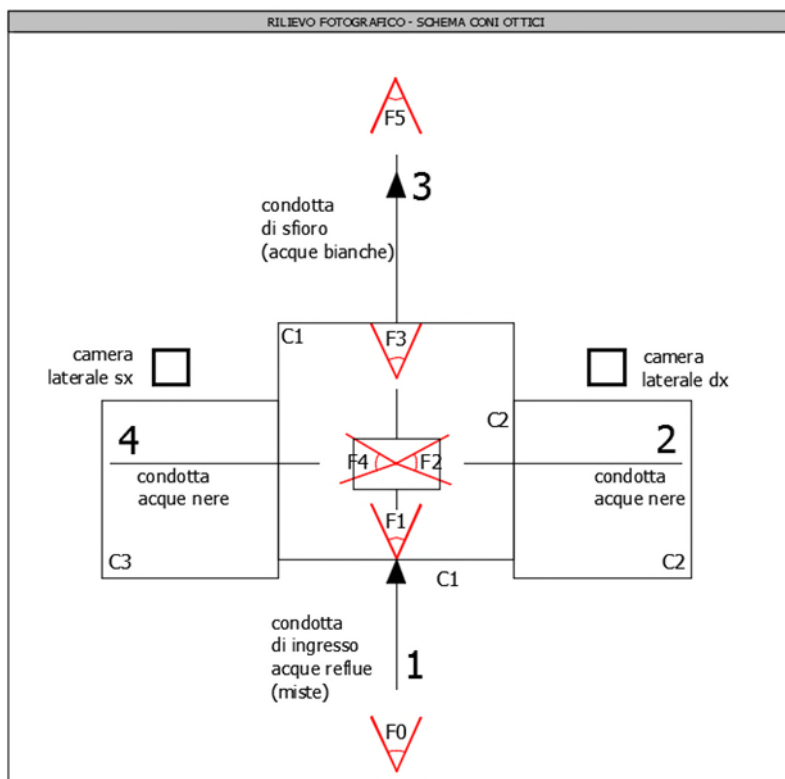 RILIEVO FOTOGRAFICO - SCHEMA CONI OTTICI
F5
3
condotta
di sfioro
(acque bianche)
C1
F3
camera
laterale sx
camera
laterale dx
C2
4
condotta
acque nere
F4
F2
2
condotta
acque nere
F1
C3
C1
C2
condotta
di ingresso
acque reflue
(miste)
1
F0